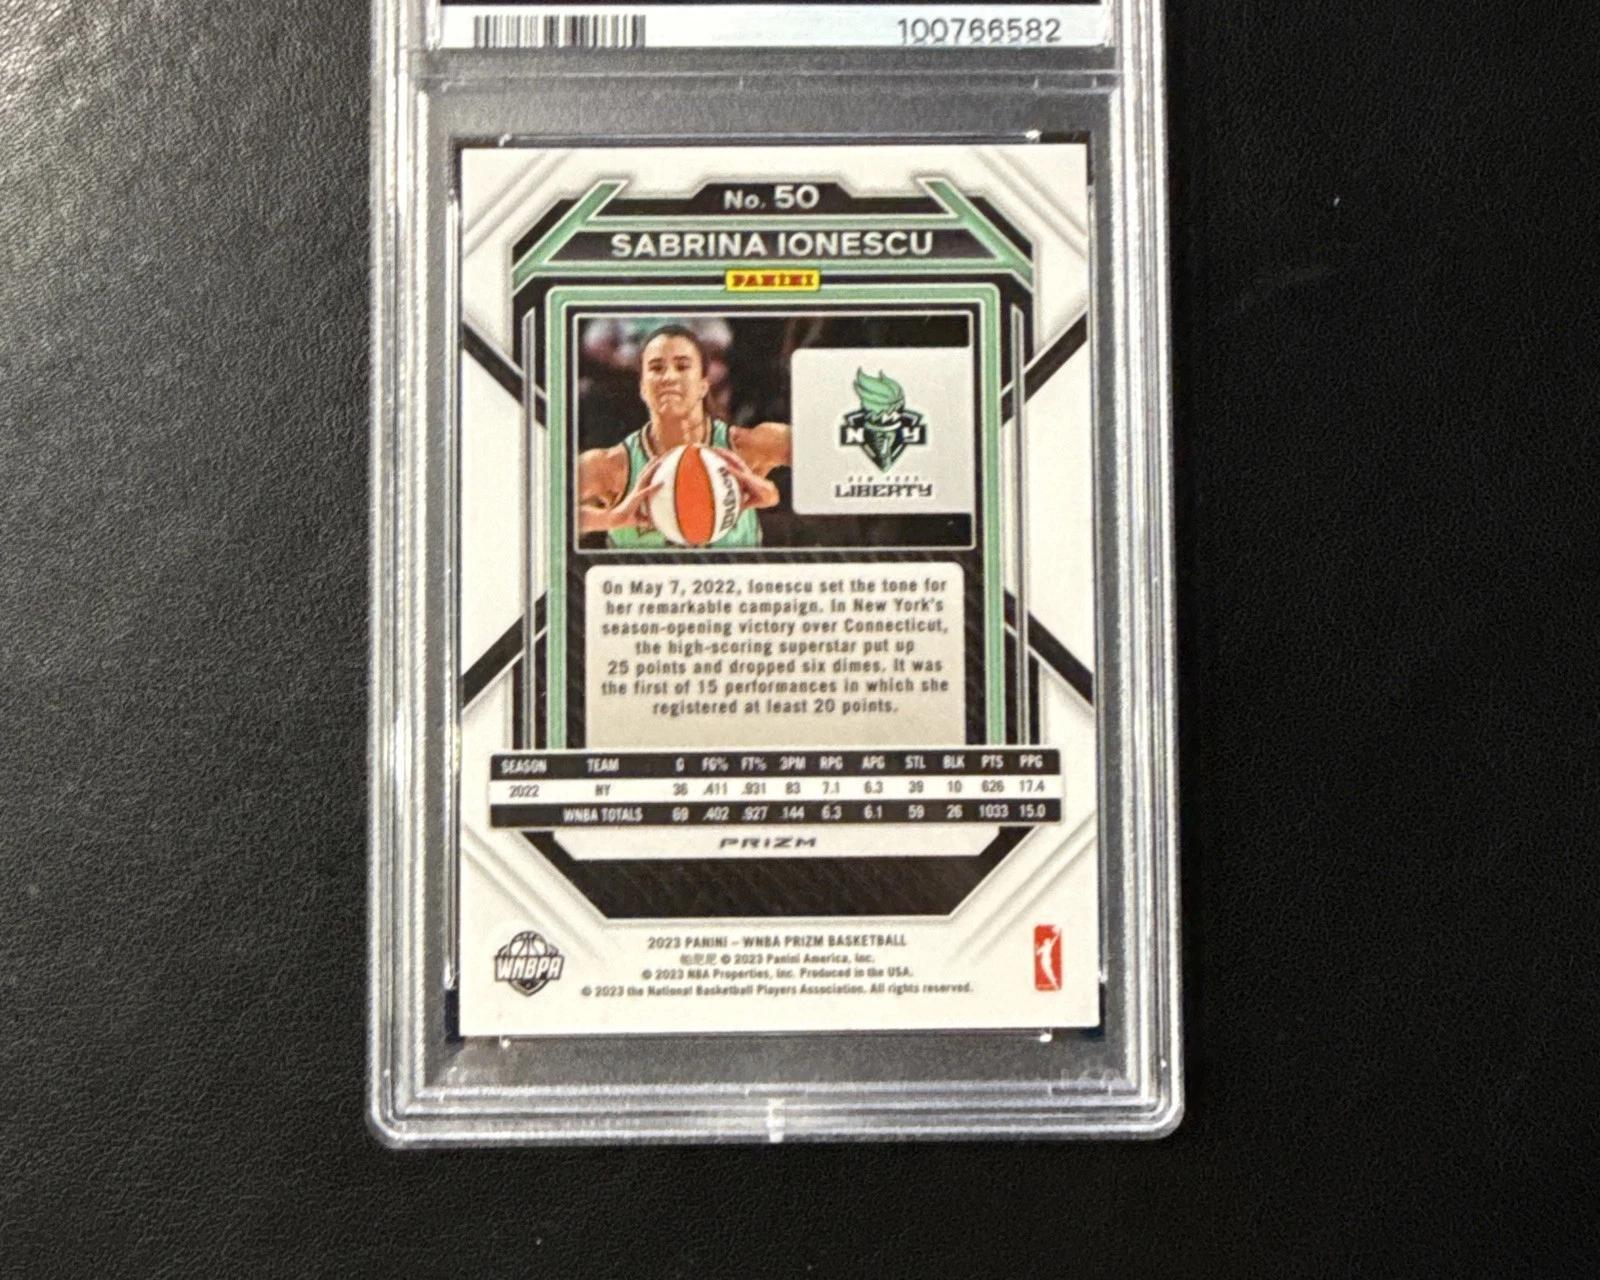 100766582
No. 50
SABRINA IONESCU
PANINI
Wilson
NY
NEW YORK
LIBERTY
On May 7, 2022, Ionescu set the tone for
her remarkable campaign. In New York's
season-opening victory over Connecticut,
the high-scoring superstar put up
25 points and dropped six dimes. It was
the first of 15 performances in which she
registered at least 20 points.
SEASON TEAM G FG% FT% 3PM RPG APG STL BLK PTS PPG
2022 NY 36 .411 .931 83 7.1 6.3 39 10 626 17.4
WNBA TOTALS 69 .402 .927 144 6.3 6.1 59 26 1033 15.0
PRIZM
WNBPA
2023 PANINI – WNBA PRIZM BASKETBALL
帕尼尼 © 2023 Panini America, Inc.
© 2023 NBA Properties, Inc. Produced in the USA.
© 2023 the National Basketball Players Association. All rights reserved.